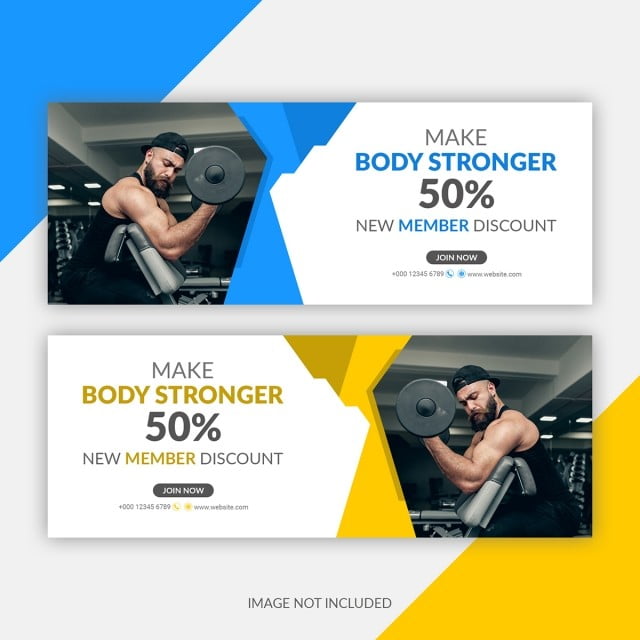 MAKE
BODY STRONGER
50%
NEW MEMBER DISCOUNT
JOIN NOW
+000 12345 6789 www.website.com
MAKE
BODY STRONGER
50%
NEW MEMBER DISCOUNT
JOIN NOW
+000 12345 6789 www.website.com
IMAGE NOT INCLUDED